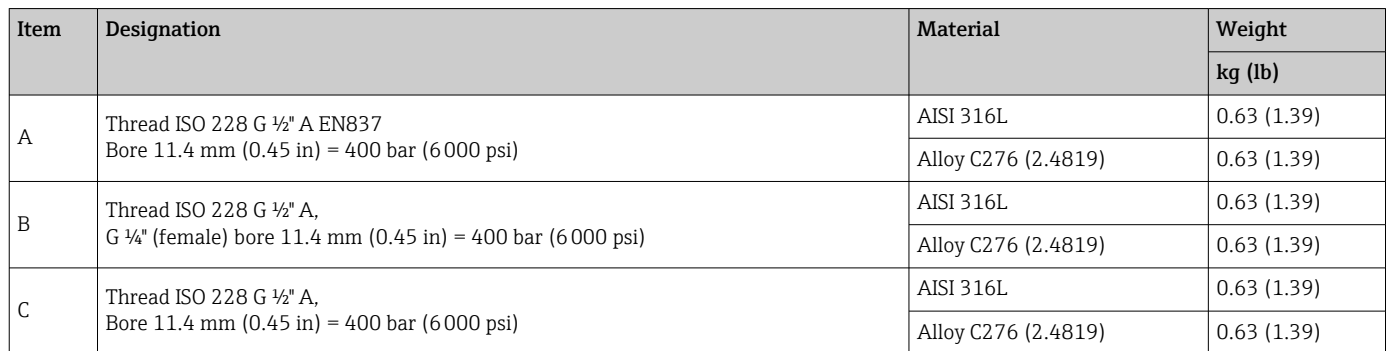 Item Designation Material Weight
kg (lb)
A Thread ISO 228 G ½" A EN837 AISI 316L 0.63 (1.39)
Bore 11.4 mm (0.45 in) = 400 bar (6 000 psi) Alloy C276 (2.4819) 0.63 (1.39)
B Thread ISO 228 G ½" A, AISI 316L 0.63 (1.39)
G ¼" (female) bore 11.4 mm (0.45 in) = 400 bar (6 000 psi) Alloy C276 (2.4819) 0.63 (1.39)
C Thread ISO 228 G ½" A, AISI 316L 0.63 (1.39)
Bore 11.4 mm (0.45 in) = 400 bar (6 000 psi) Alloy C276 (2.4819) 0.63 (1.39)